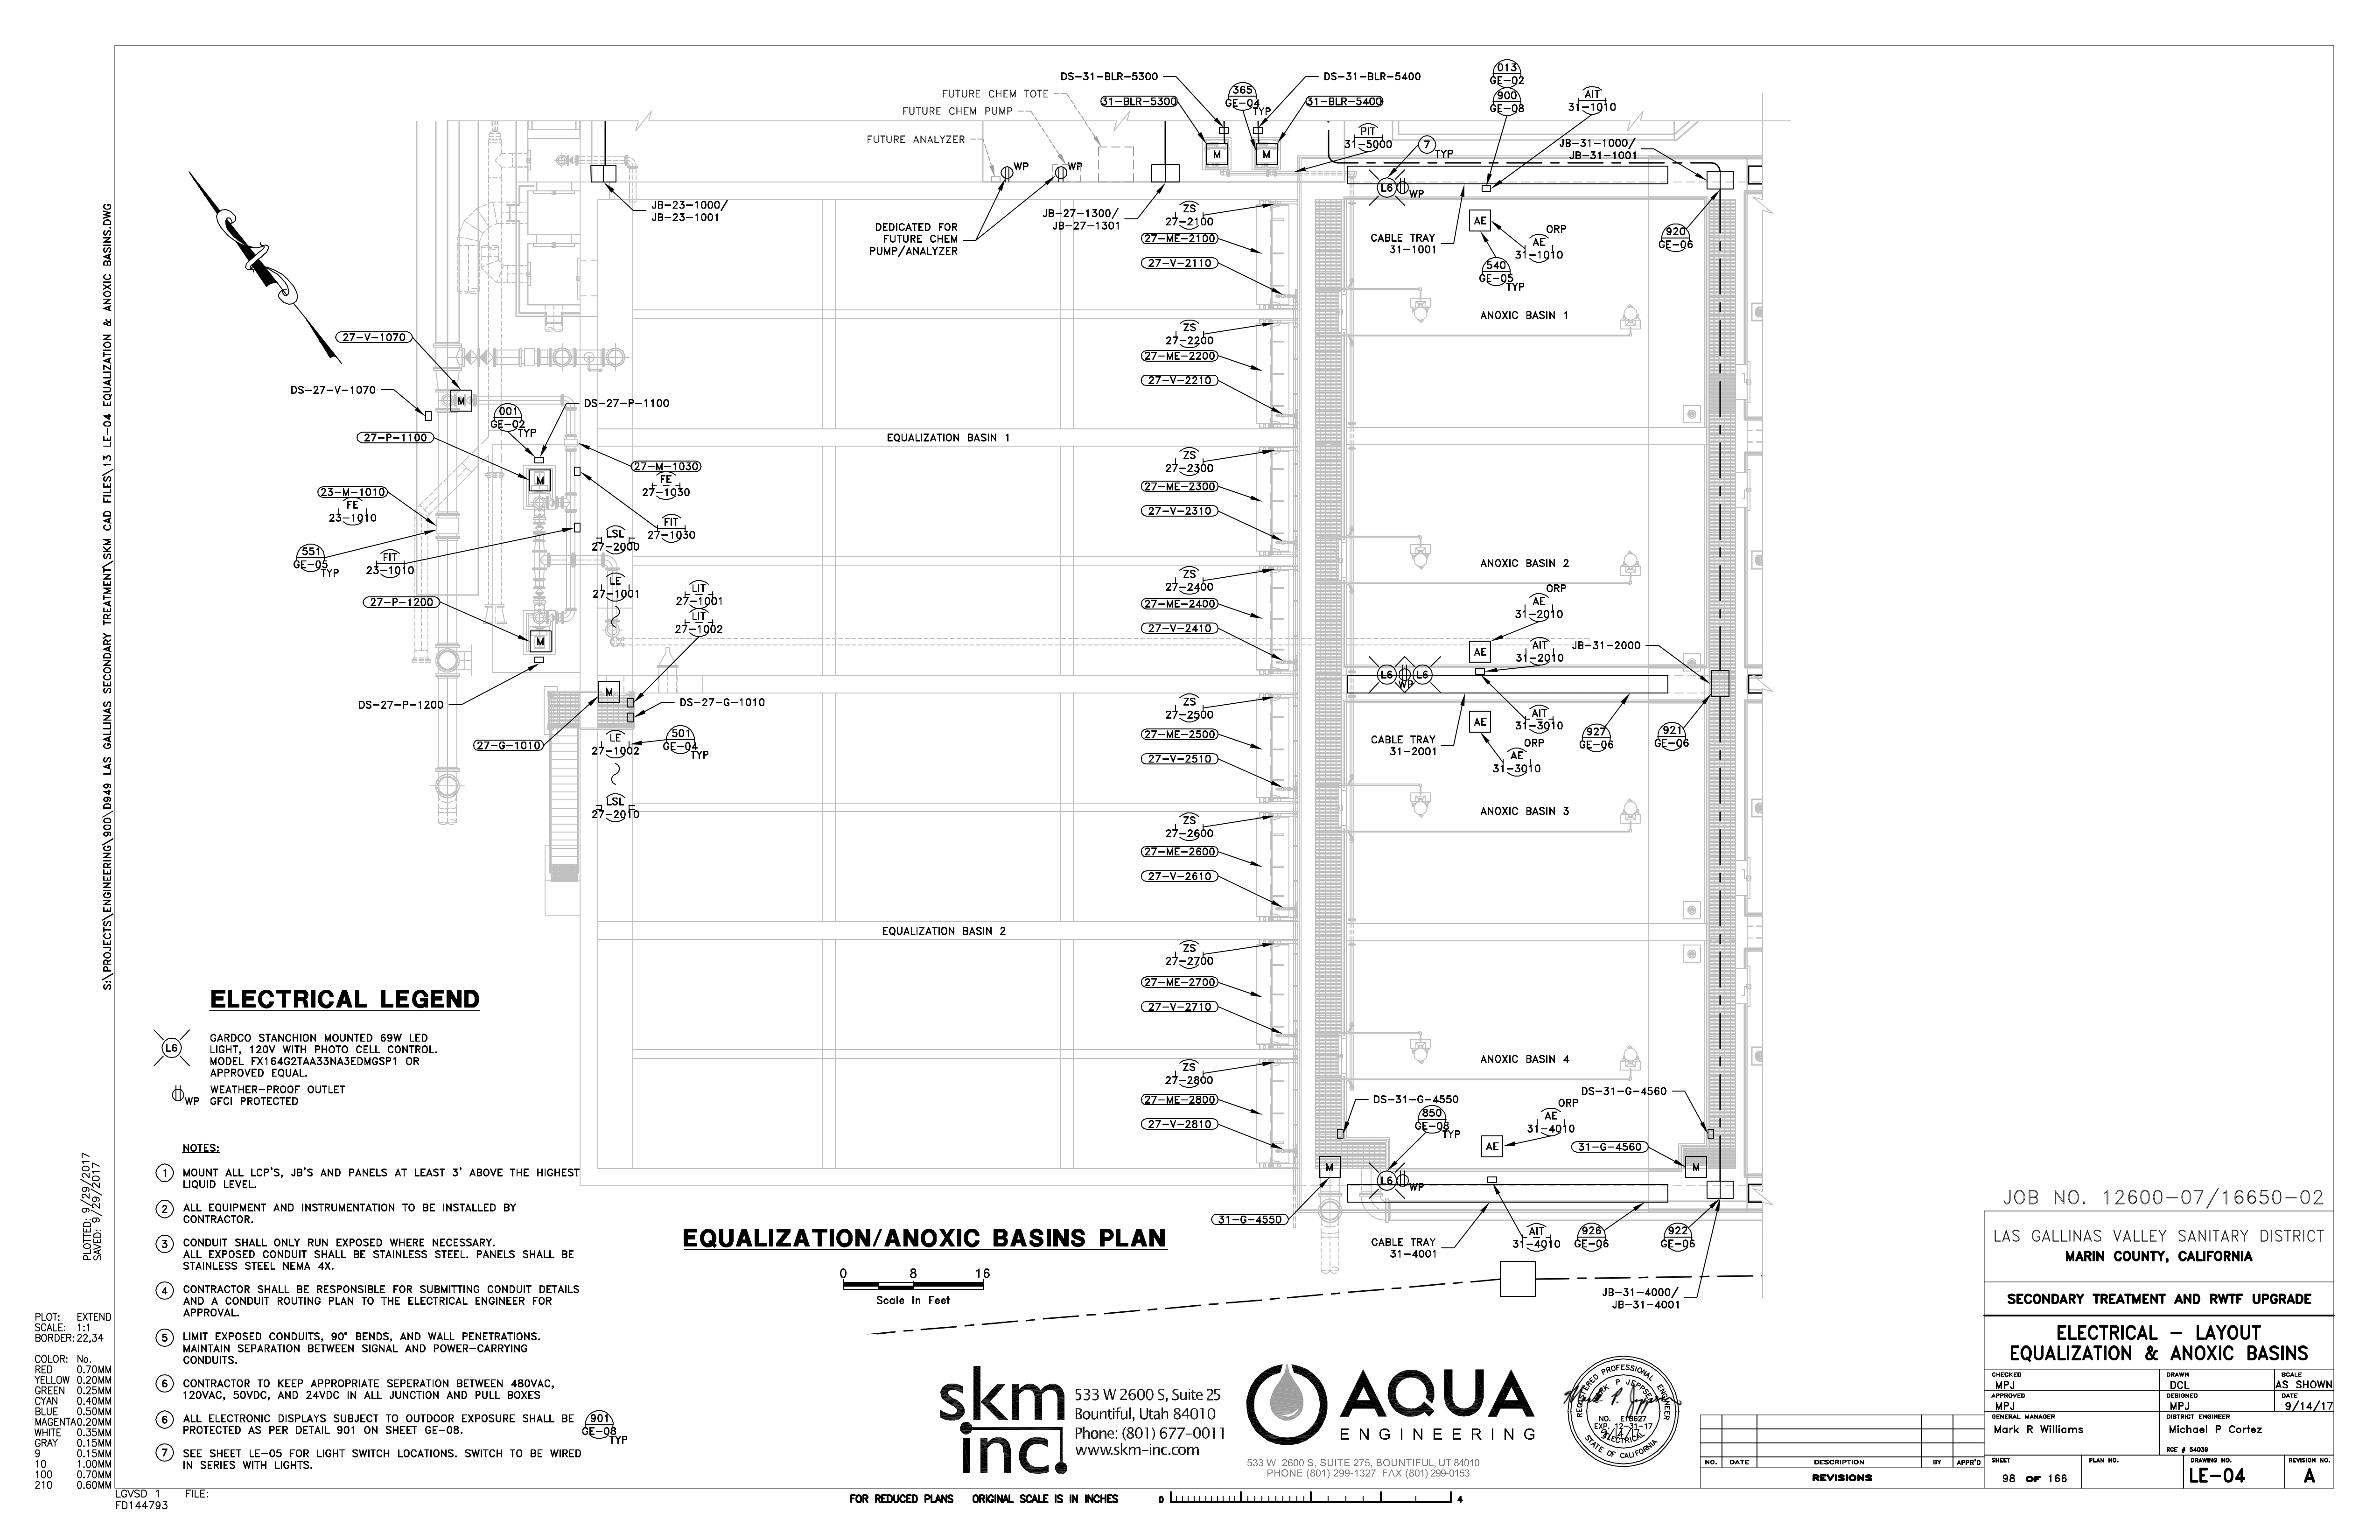 DS-31-BLR-5300
DS-31-BLR-5400
31-BLR-5300
365
GE-04
TYP
31-BLR-5400
013
GE-02
900
GE-08
AIT
31-1010
FUTURE CHEM TOTE
FUTURE CHEM PUMP
FUTURE ANALYZER
WP
WP
M
M
PIT
31-5000
7
TYP
JB-31-1000/
JB-31-1001
L6
WP
JB-23-1000/
JB-23-1001
JB-27-1300/
JB-27-1301
DEDICATED FOR
FUTURE CHEM
PUMP/ANALYZER
ZS
27-2100
27-ME-2100
27-V-2110
CABLE TRAY
31-1001
AE
ORP
AE
31-1010
540
GE-05
TYP
920
GE-06
ANOXIC BASIN 1
ZS
27-2200
27-ME-2200
27-V-2210
27-V-1070
DS-27-V-1070
M
001
GE-02
TYP
DS-27-P-1100
27-P-1100
M
EQUALIZATION BASIN 1
27-M-1030
FE
27-1030
23-M-1010
FE
23-1010
FIT
27-1030
551
GE-05
TYP
FIT
23-1010
LSL
27-2000
LE
27-1001
LIT
27-1001
LIT
27-1002
27-P-1200
M
DS-27-P-1200
M
DS-27-G-1010
27-G-1010
LE
27-1002
501
GE-04
TYP
LSL
27-2010
ZS
27-2300
27-ME-2300
27-V-2310
ANOXIC BASIN 2
ZS
27-2400
27-ME-2400
27-V-2410
ORP
AE
31-2010
AE
AIT
31-2010
JB-31-2000
L6
L6
WP
ZS
27-2500
27-ME-2500
27-V-2510
CABLE TRAY
31-2001
AE
AIT
31-3010
ORP
AE
31-3010
927
GE-06
921
GE-06
ANOXIC BASIN 3
ZS
27-2600
27-ME-2600
27-V-2610
EQUALIZATION BASIN 2
ZS
27-2700
27-ME-2700
27-V-2710
ANOXIC BASIN 4
ZS
27-2800
27-ME-2800
27-V-2810
DS-31-G-4550
850
GE-08
TYP
ORP
AE
31-4010
AE
DS-31-G-4560
31-G-4560
M
M
L6
WP
31-G-4550
CABLE TRAY
31-4001
AIT
31-4010
926
GE-06
922
GE-06
JB-31-4000/
JB-31-4001
ELECTRICAL LEGEND
L6
GARDCO STANCHION MOUNTED 69W LED
LIGHT, 120V WITH PHOTO CELL CONTROL.
MODEL FX164G2TAA33NA3EDMGSP1 OR
APPROVED EQUAL.
WP
WEATHER-PROOF OUTLET
GFCI PROTECTED
NOTES:
1 MOUNT ALL LCP'S, JB'S AND PANELS AT LEAST 3' ABOVE THE HIGHEST
LIQUID LEVEL.
2 ALL EQUIPMENT AND INSTRUMENTATION TO BE INSTALLED BY
CONTRACTOR.
3 CONDUIT SHALL ONLY RUN EXPOSED WHERE NECESSARY.
ALL EXPOSED CONDUIT SHALL BE STAINLESS STEEL. PANELS SHALL BE
STAINLESS STEEL NEMA 4X.
4 CONTRACTOR SHALL BE RESPONSIBLE FOR SUBMITTING CONDUIT DETAILS
AND A CONDUIT ROUTING PLAN TO THE ELECTRICAL ENGINEER FOR
APPROVAL.
5 LIMIT EXPOSED CONDUITS, 90° BENDS, AND WALL PENETRATIONS.
MAINTAIN SEPARATION BETWEEN SIGNAL AND POWER-CARRYING
CONDUITS.
6 CONTRACTOR TO KEEP APPROPRIATE SEPERATION BETWEEN 480VAC,
120VAC, 50VDC, AND 24VDC IN ALL JUNCTION AND PULL BOXES
6 ALL ELECTRONIC DISPLAYS SUBJECT TO OUTDOOR EXPOSURE SHALL BE
PROTECTED AS PER DETAIL 901 ON SHEET GE-08.
901
GE-08
TYP
7 SEE SHEET LE-05 FOR LIGHT SWITCH LOCATIONS. SWITCH TO BE WIRED
IN SERIES WITH LIGHTS.
EQUALIZATION/ANOXIC BASINS PLAN
0 8 16
Scale In Feet
skm
inc.
533 W 2600 S, Suite 25
Bountiful, Utah 84010
Phone: (801) 677-0011
www.skm-inc.com
AQUA
ENGINEERING
533 W 2600 S, SUITE 275, BOUNTIFUL, UT 84010
PHONE (801) 299-1327 FAX (801) 299-0153
REGISTERED PROFESSIONAL ENGINEER
MARK P JEPPSEN
NO. E18627
EXP. 12-31-17
ELECTRICAL
STATE OF CALIFORNIA
FOR REDUCED PLANS ORIGINAL SCALE IS IN INCHES
0 4
NO. DATE DESCRIPTION BY APPR'D
REVISIONS
JOB NO. 12600-07/16650-02
LAS GALLINAS VALLEY SANITARY DISTRICT
MARIN COUNTY, CALIFORNIA
SECONDARY TREATMENT AND RWTF UPGRADE
ELECTRICAL - LAYOUT
EQUALIZATION & ANOXIC BASINS
CHECKED
MPJ
DRAWN
DCL
SCALE
AS SHOWN
APPROVED
MPJ
DESIGNED
MPJ
DATE
9/14/17
GENERAL MANAGER
Mark R Williams
DISTRICT ENGINEER
Michael P Cortez
RCE # 54039
SHEET
98 OF 166
PLAN NO.
DRAWING NO.
LE-04
REVISION NO.
A
S:\PROJECTS\ENGINEERING\900\D949 LAS GALLINAS SECONDARY TREATMENT\SKM CAD FILES\13 LE-04 EQUALIZATION & ANOXIC BASINS.DWG
PLOTTED: 9/29/2017
SAVED: 9/29/2017
PLOT: EXTEND
SCALE: 1:1
BORDER: 22,34
COLOR: No.
RED 0.70MM
YELLOW 0.20MM
GREEN 0.25MM
CYAN 0.40MM
BLUE 0.50MM
MAGENTA 0.20MM
WHITE 0.35MM
GRAY 0.15MM
9 0.15MM
10 1.00MM
100 0.70MM
210 0.60MM
LGVSD 1 FILE:
FD144793